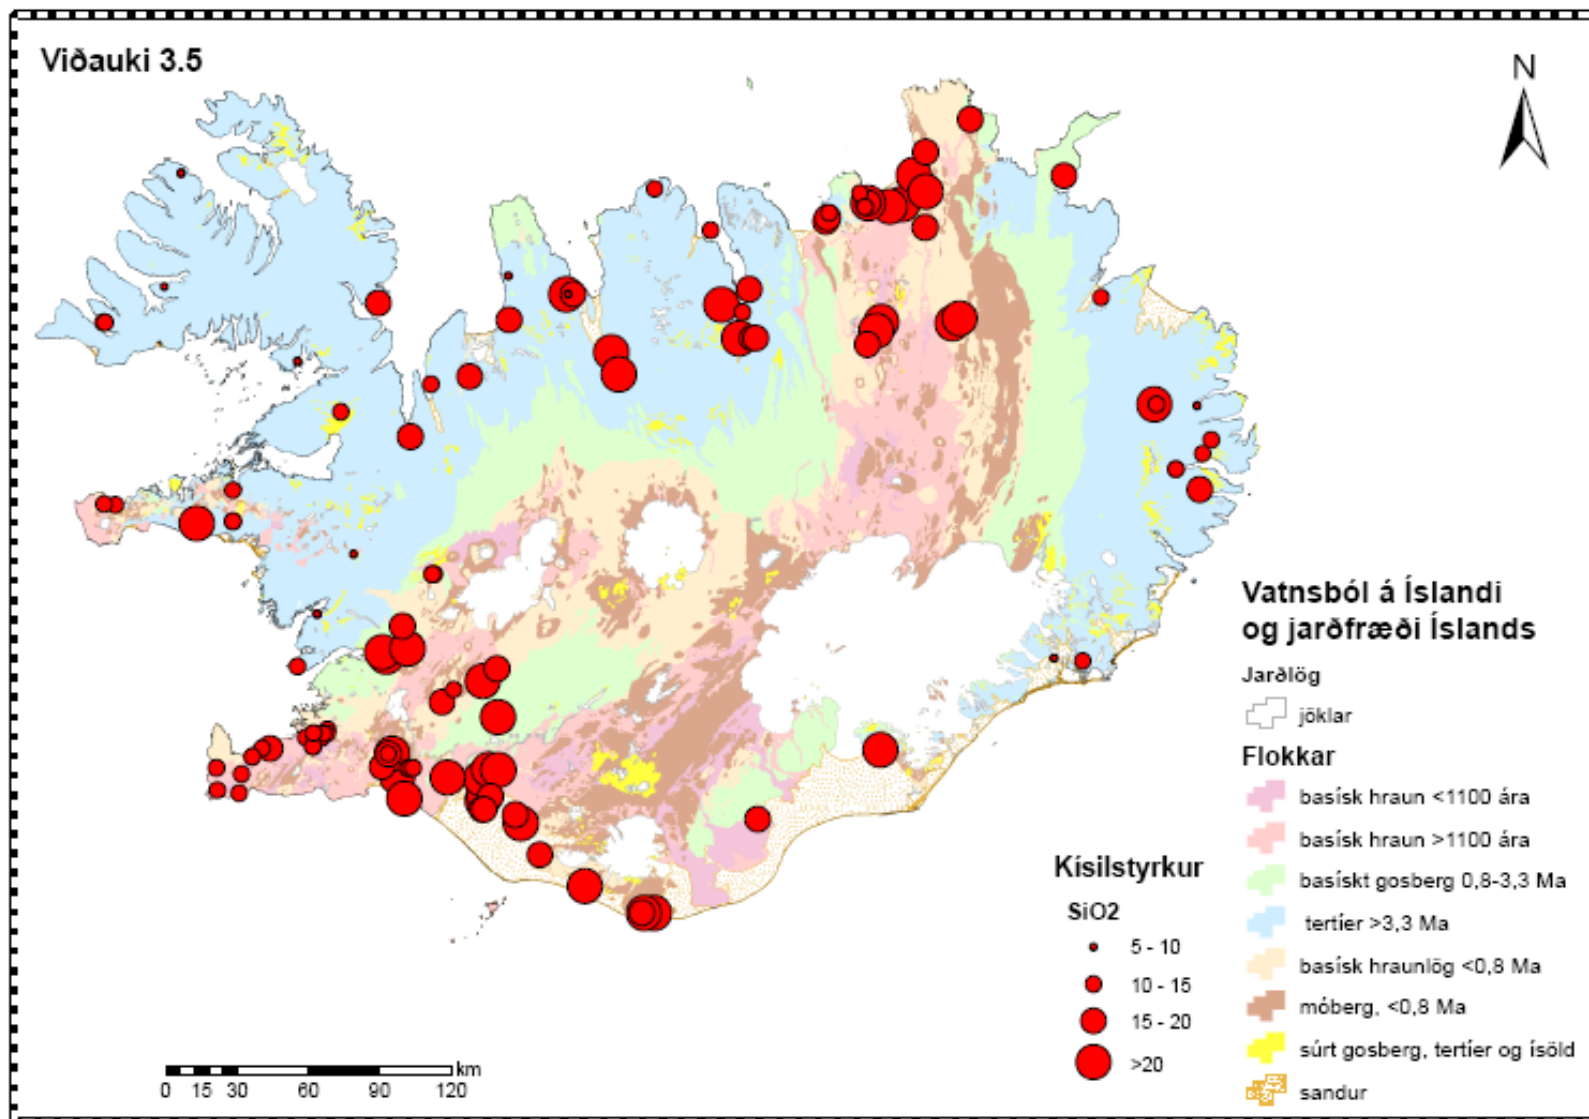 Viðauki 3.5
N
Vatnsból á Íslandi
og jarðfræði Íslands
Jarðlög
jöklar
Flokkar
basísk hraun <1100 ára
basísk hraun >1100 ára
basískt gosberg 0,8-3,3 Ma
tertíer >3,3 Ma
basísk hraunlög <0,8 Ma
móberg, <0,8 Ma
súrt gosberg, tertíer og ísöld
sandur
Kísilstyrkur
SiO2
5 - 10
10 - 15
15 - 20
>20
km
0 15 30 60 90 120